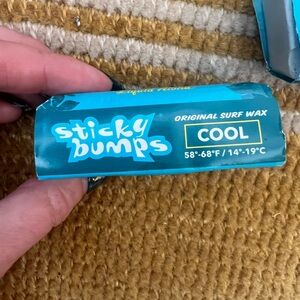 sticky
bumps
ORIGINAL SURF WAX
COOL
58°-68°F / 14°-19°C